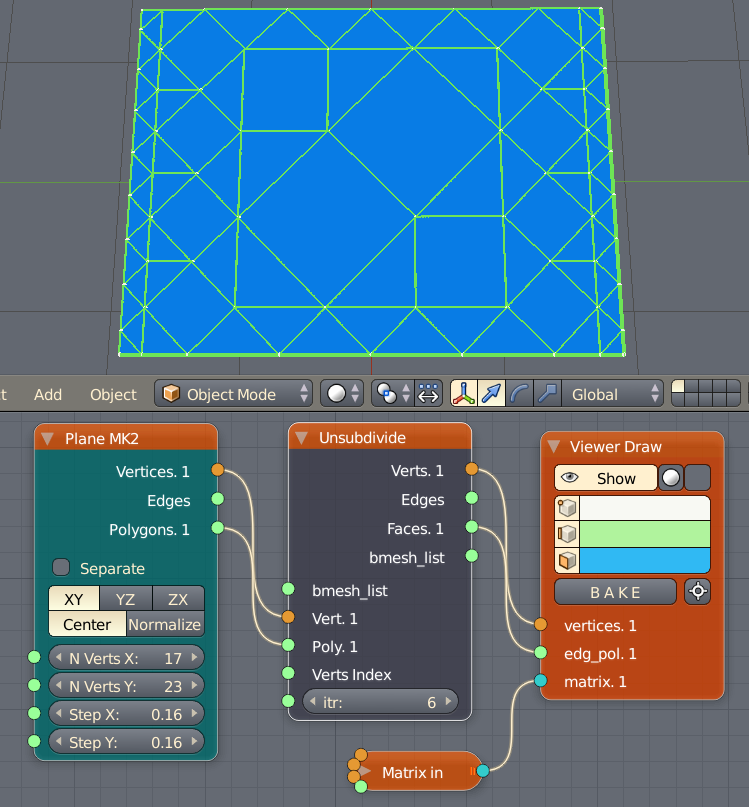 t Add Object Object Mode Global
Plane MK2
Vertices. 1
Edges
Polygons. 1
Separate
XY YZ ZX
Center Normalize
N Verts X: 17
N Verts Y: 23
Step X: 0.16
Step Y: 0.16
Unsubdivide
Verts. 1
Edges
Faces. 1
bmesh_list
bmesh_list
Vert. 1
Poly. 1
Verts Index
itr: 6
Viewer Draw
Show
BAKE
vertices. 1
edg_pol. 1
matrix. 1
Matrix in